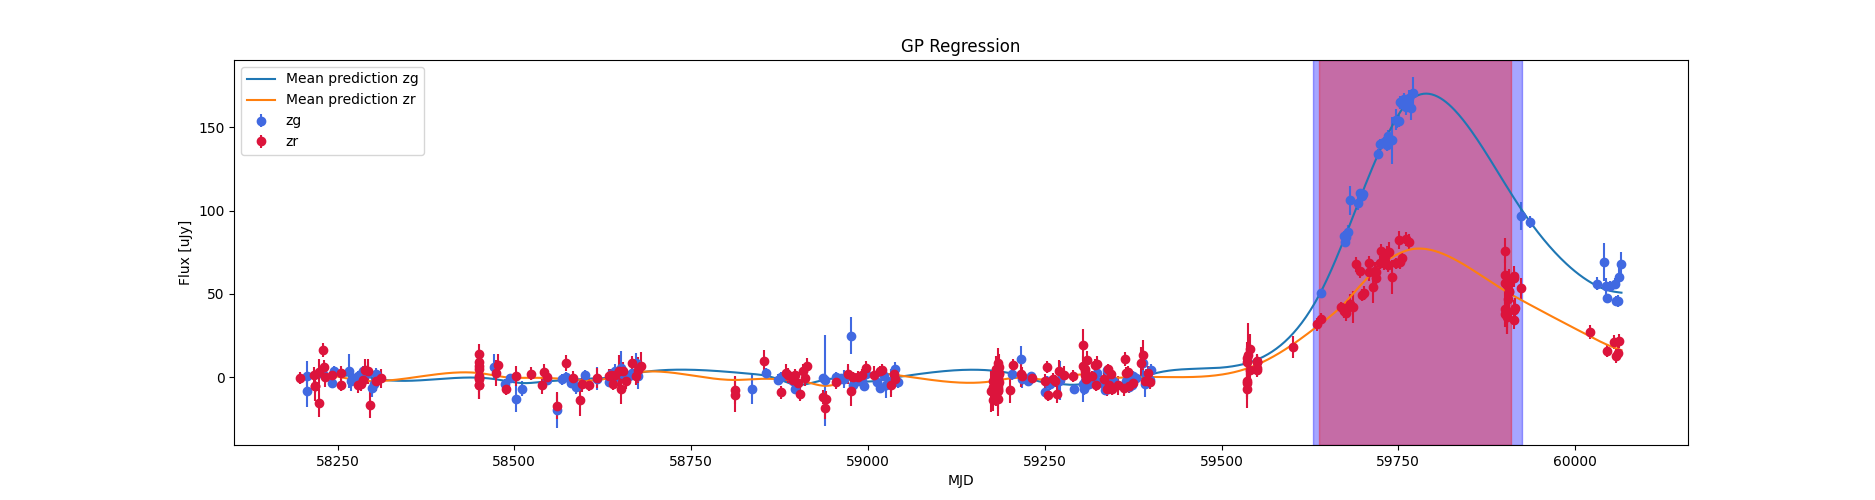 GP Regression
Mean prediction zg
Mean prediction zr
zg
zr
Flux [uJy]
150
100
50
0
58250 58500 58750 59000 59250 59500 59750 60000
MJD